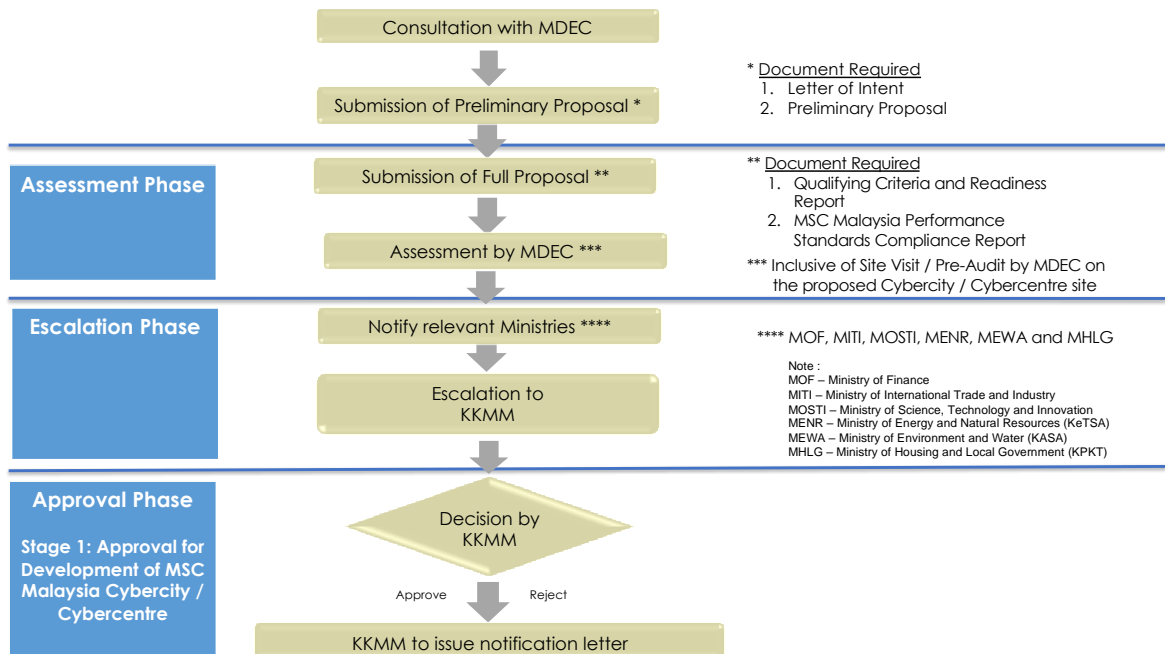 Consultation with MDEC
Submission of Preliminary Proposal *
* Document Required
1. Letter of Intent
2. Preliminary Proposal
Assessment Phase
Submission of Full Proposal **
Assessment by MDEC ***
** Document Required
1. Qualifying Criteria and Readiness
Report
2. MSC Malaysia Performance
Standards Compliance Report
*** Inclusive of Site Visit / Pre-Audit by MDEC on
the proposed Cybercity / Cybercentre site
Escalation Phase
Notify relevant Ministries ****
Escalation to
KKMM
**** MOF, MITI, MOSTI, MENR, MEWA and MHLG
Note :
MOF – Ministry of Finance
MITI – Ministry of International Trade and Industry
MOSTI – Ministry of Science, Technology and Innovation
MENR – Ministry of Energy and Natural Resources (KeTSA)
MEWA – Ministry of Environment and Water (KASA)
MHLG – Ministry of Housing and Local Government (KPKT)
Approval Phase
Stage 1: Approval for
Development of MSC
Malaysia Cybercity /
Cybercentre
Decision by
KKMM
Approve
Reject
KKMM to issue notification letter